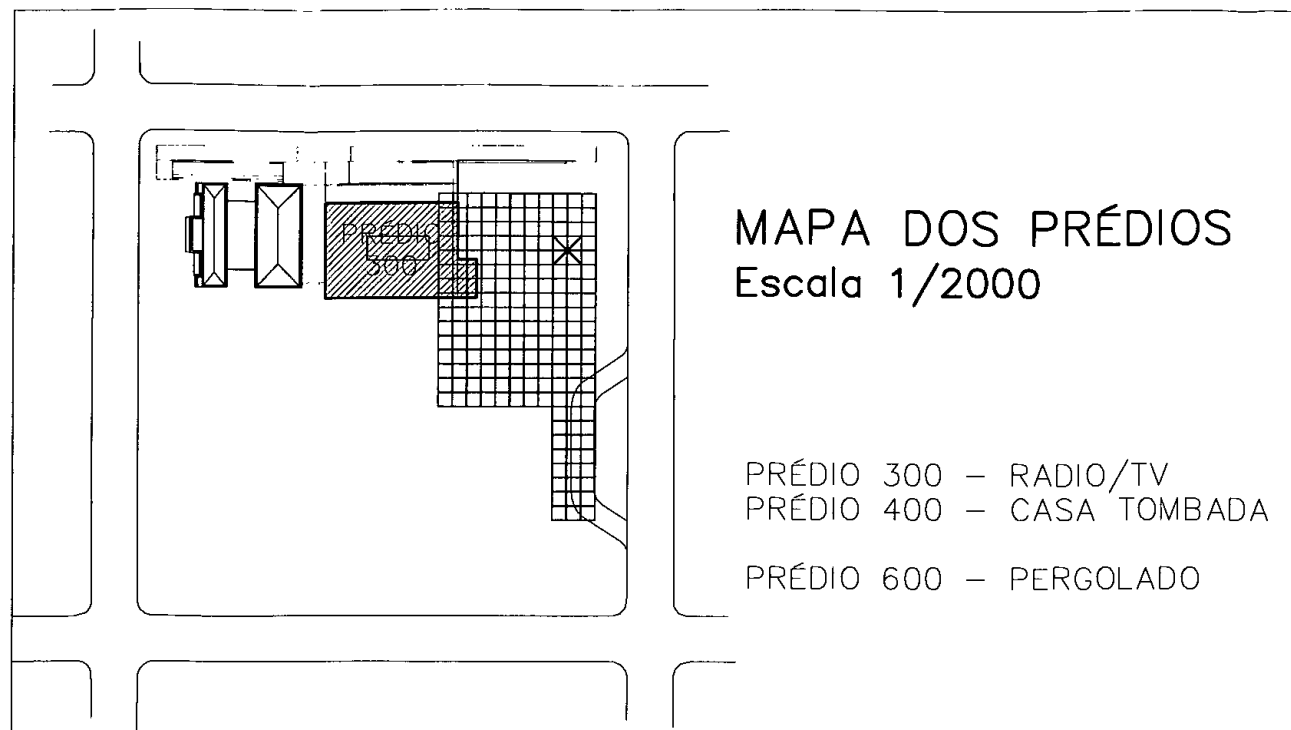 PRÉDIO
300
MAPA DOS PRÉDIOS
Escala 1/2000
PRÉDIO 300 – RADIO/TV
PRÉDIO 400 – CASA TOMBADA
PRÉDIO 600 – PERGOLADO